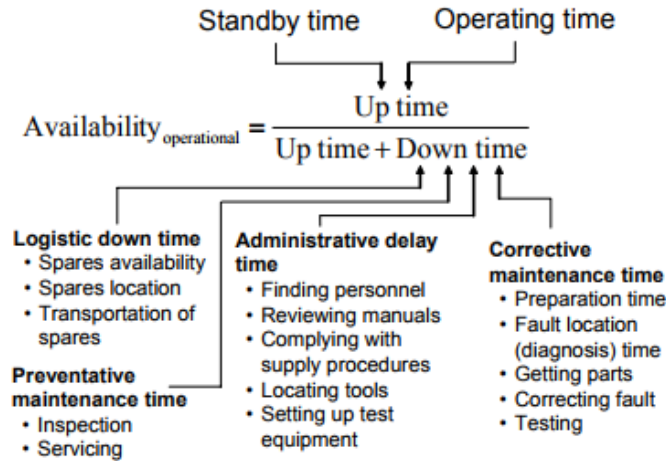 Standby time
Operating time
Availability operational = Up time
Up time + Down time
Logistic down time
• Spares availability
• Spares location
• Transportation of
spares
Preventative
maintenance time
• Inspection
• Servicing
Administrative delay
time
• Finding personnel
• Reviewing manuals
• Complying with
supply procedures
• Locating tools
• Setting up test
equipment
Corrective
maintenance time
• Preparation time
• Fault location
(diagnosis) time
• Getting parts
• Correcting fault
• Testing